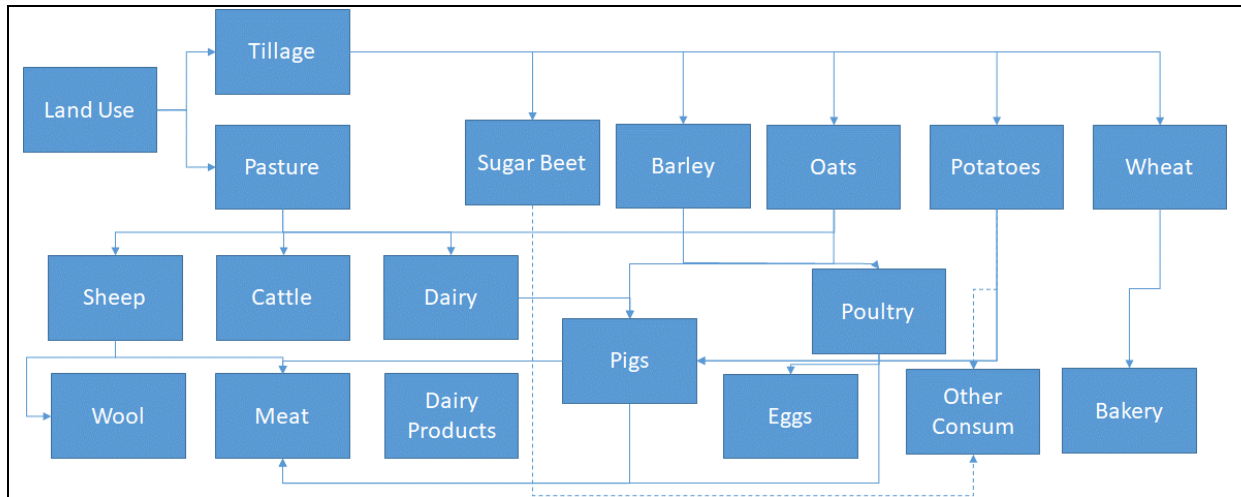 Tillage
Land Use
Pasture
Sugar Beet
Barley
Oats
Potatoes
Wheat
Sheep
Cattle
Dairy
Poultry
Pigs
Wool
Meat
Dairy
Products
Eggs
Other
Consum
Bakery